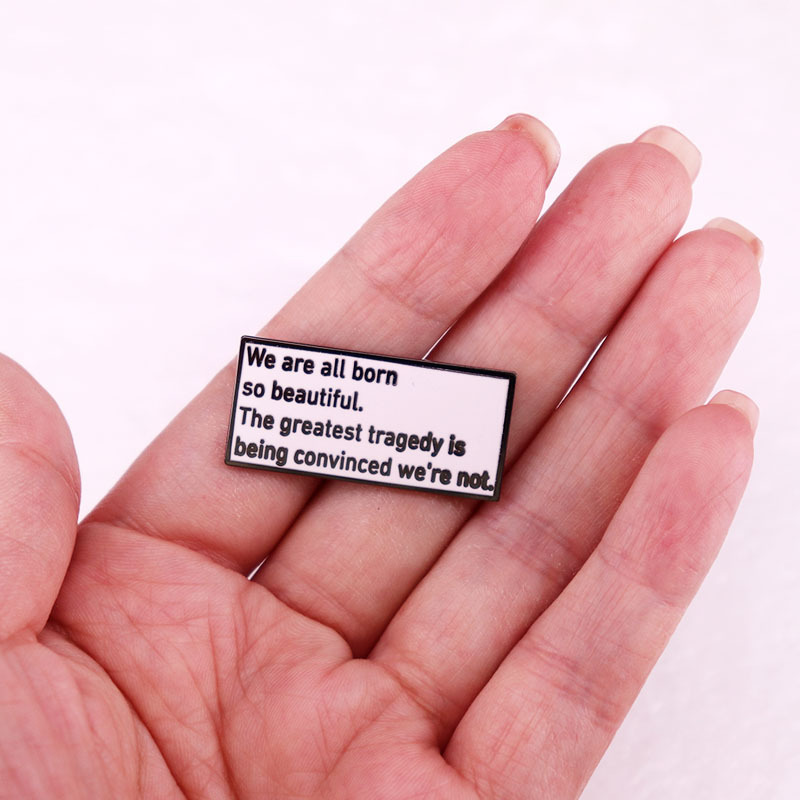 We are all born
so beautiful.
The greatest tragedy is
being convinced we're not.